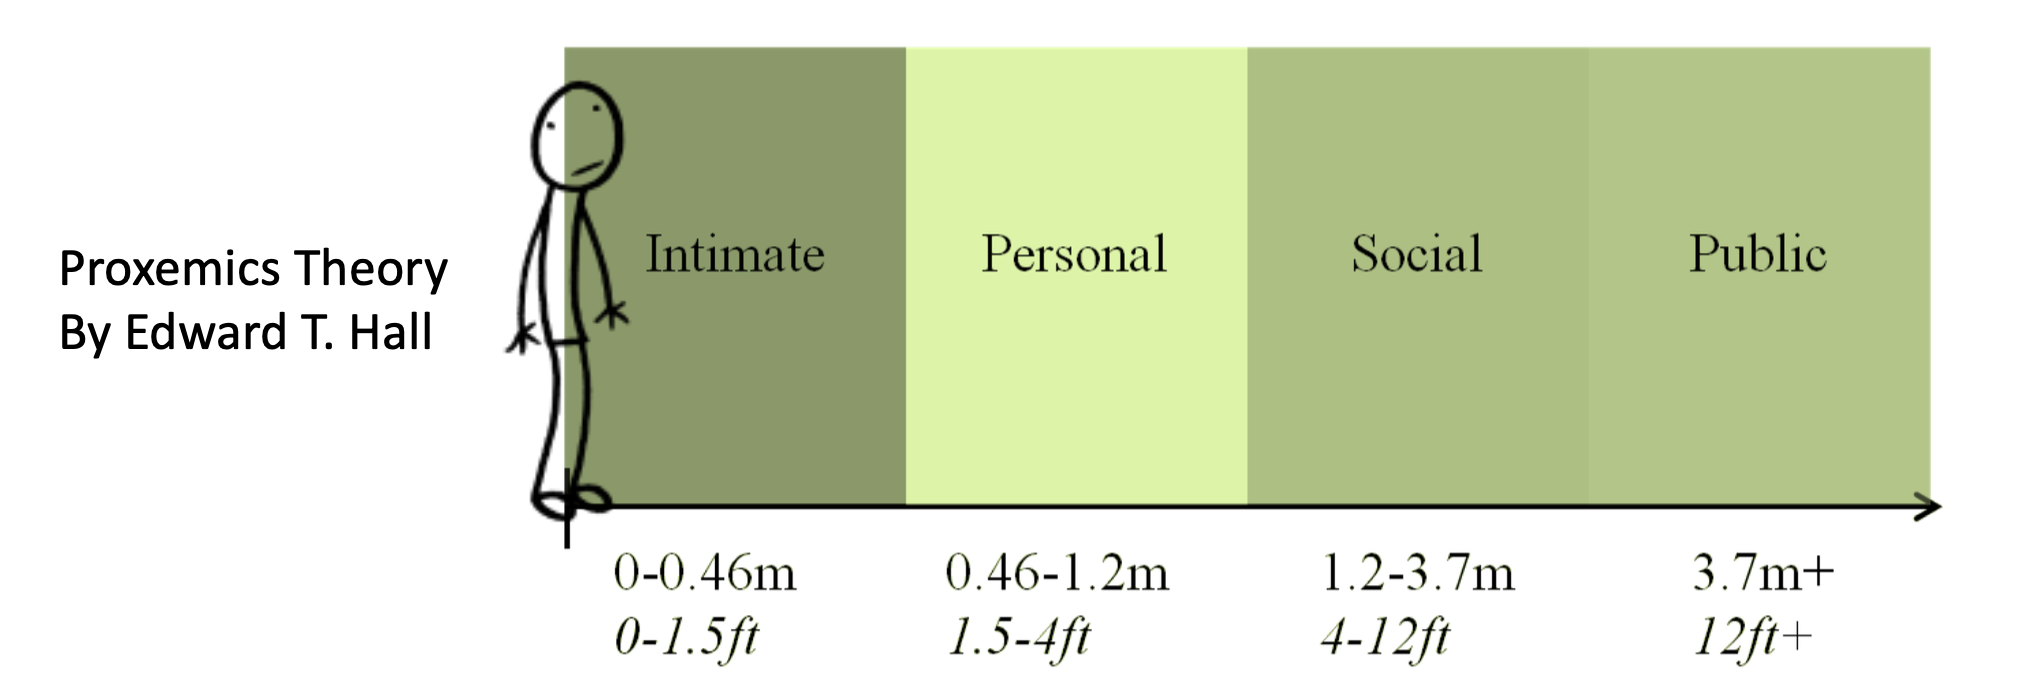 Proxemics Theory
By Edward T. Hall
Intimate
Personal
Social
Public
0-0.46m
0-1.5ft
0.46-1.2m
1.5-4ft
1.2-3.7m
4-12ft
3.7m+
12ft+